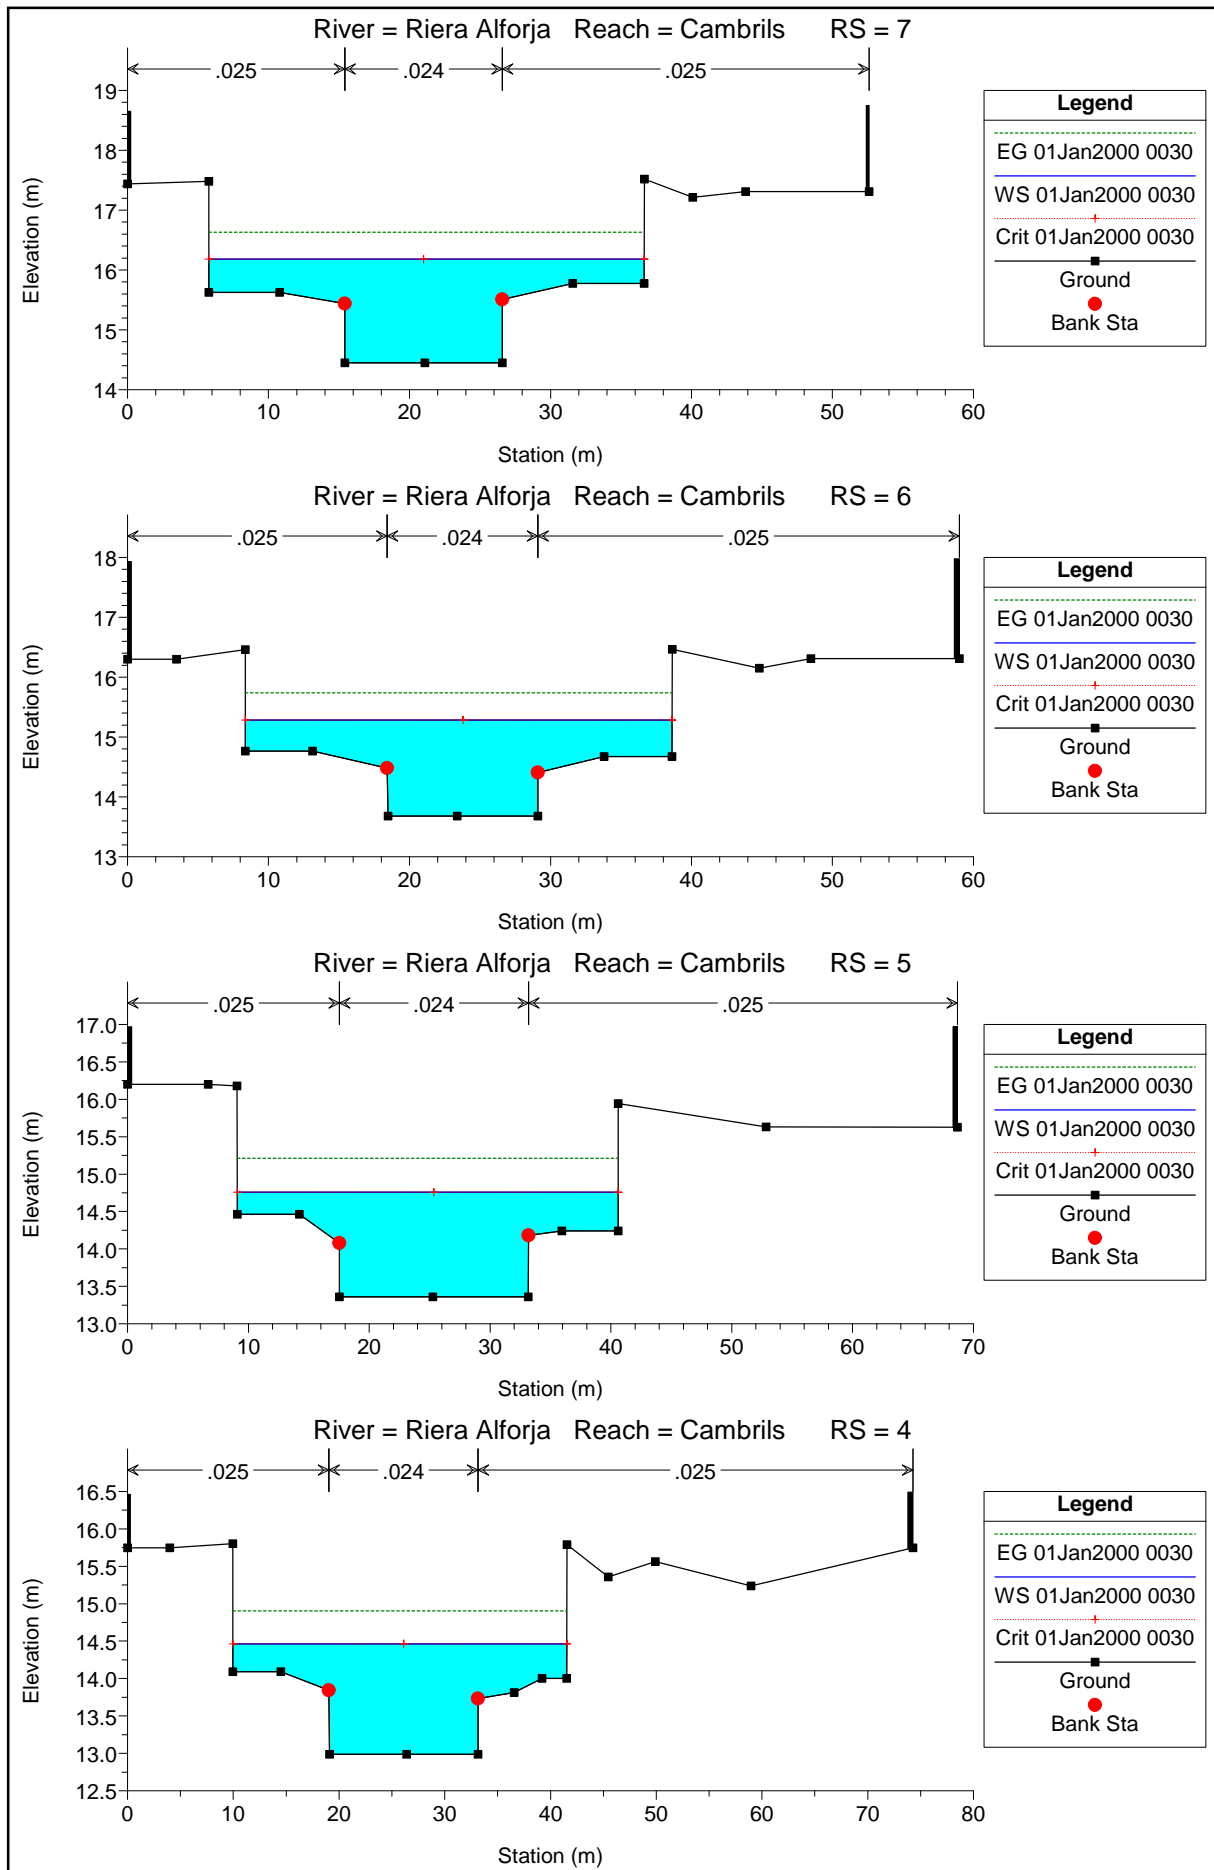 River = Riera Alforja Reach = Cambrils RS = 7
.025 .024 .025
19
18
17
16
15
14
Elevation (m)
0 10 20 30 40 50 60
Station (m)
Legend
EG 01Jan2000 0030
WS 01Jan2000 0030
Crit 01Jan2000 0030
Ground
Bank Sta
River = Riera Alforja Reach = Cambrils RS = 6
.025 .024 .025
18
17
16
15
14
13
Elevation (m)
0 10 20 30 40 50 60
Station (m)
Legend
EG 01Jan2000 0030
WS 01Jan2000 0030
Crit 01Jan2000 0030
Ground
Bank Sta
River = Riera Alforja Reach = Cambrils RS = 5
.025 .024 .025
17.0
16.5
16.0
15.5
15.0
14.5
14.0
13.5
13.0
Elevation (m)
0 10 20 30 40 50 60 70
Station (m)
Legend
EG 01Jan2000 0030
WS 01Jan2000 0030
Crit 01Jan2000 0030
Ground
Bank Sta
River = Riera Alforja Reach = Cambrils RS = 4
.025 .024 .025
16.5
16.0
15.5
15.0
14.5
14.0
13.5
13.0
12.5
Elevation (m)
0 10 20 30 40 50 60 70 80
Station (m)
Legend
EG 01Jan2000 0030
WS 01Jan2000 0030
Crit 01Jan2000 0030
Ground
Bank Sta